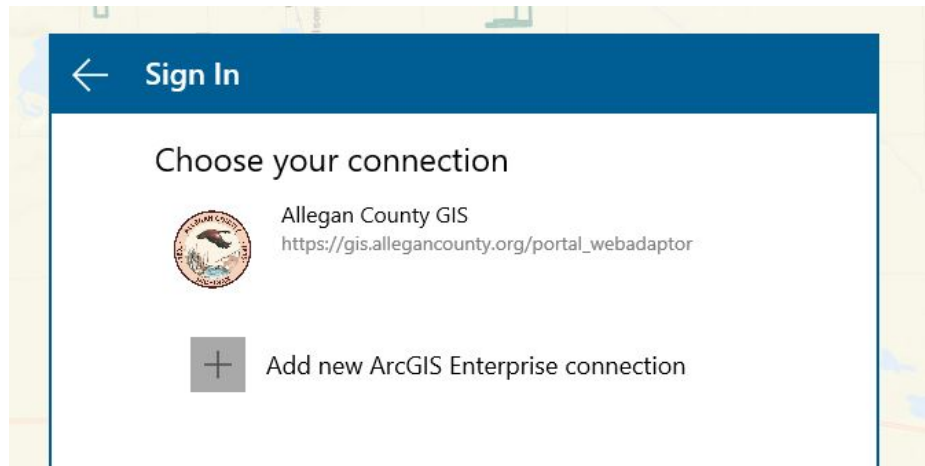 Sign In
Choose your connection
Allegan County GIS
https://gis.allegancounty.org/portal_webadaptor
Add new ArcGIS Enterprise connection